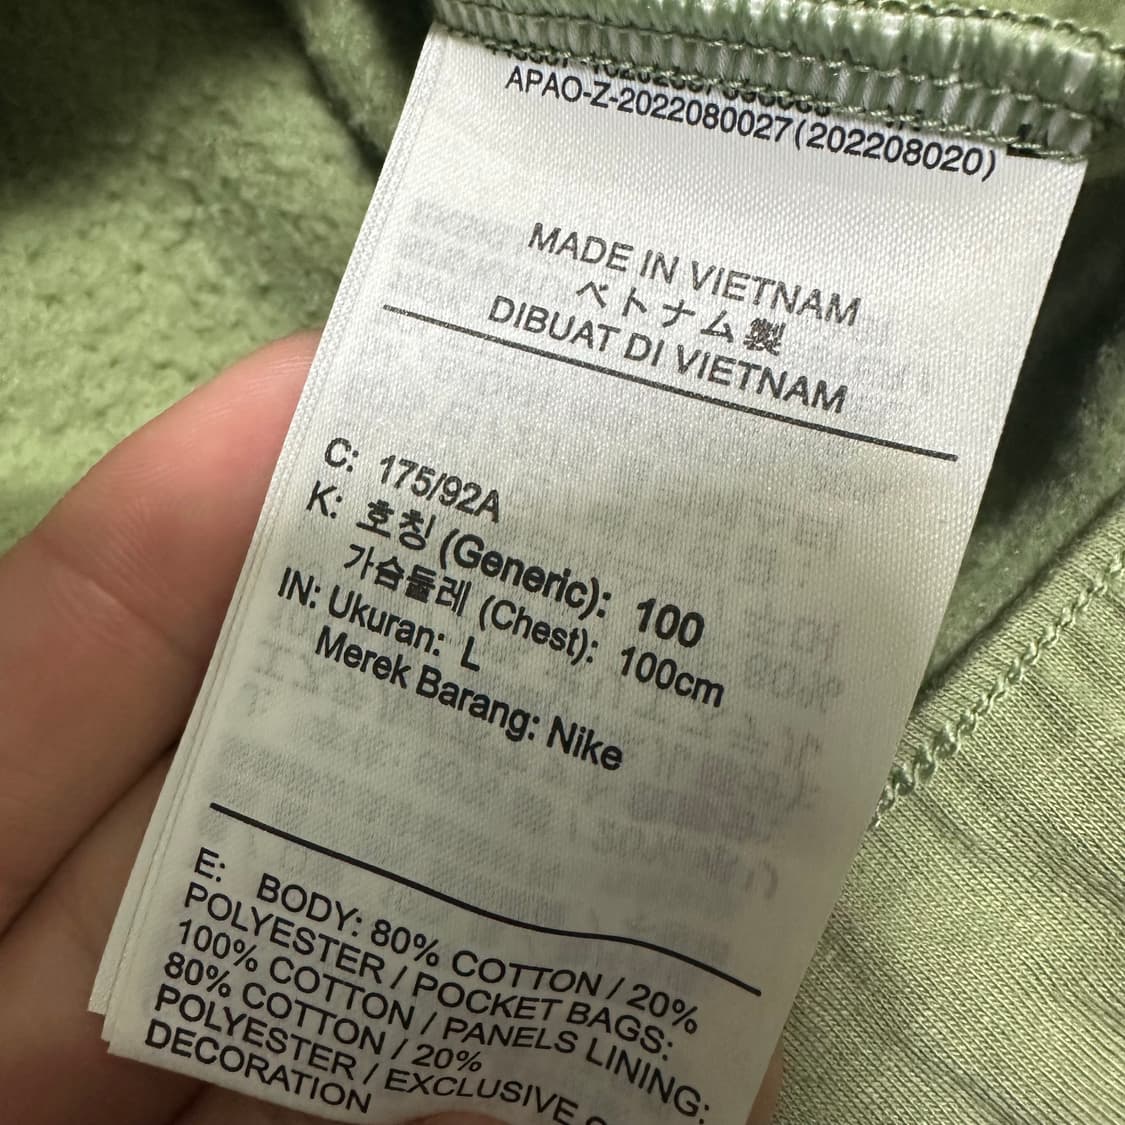 APAO-Z-2022080027(202208020)
MADE IN VIETNAM
ベトナム製
DIBUAT DI VIETNAM
C: 175/92A
K: 호칭 (Generic): 100
가슴둘레 (Chest): 100cm
IN: Ukuran: L
Merek Barang: Nike
E: BODY: 80% COTTON / 20%
POLYESTER / POCKET BAGS:
100% COTTON / PANELS LINING:
80% COTTON / 20%
POLYESTER / EXCLUSIVE
DECORATION